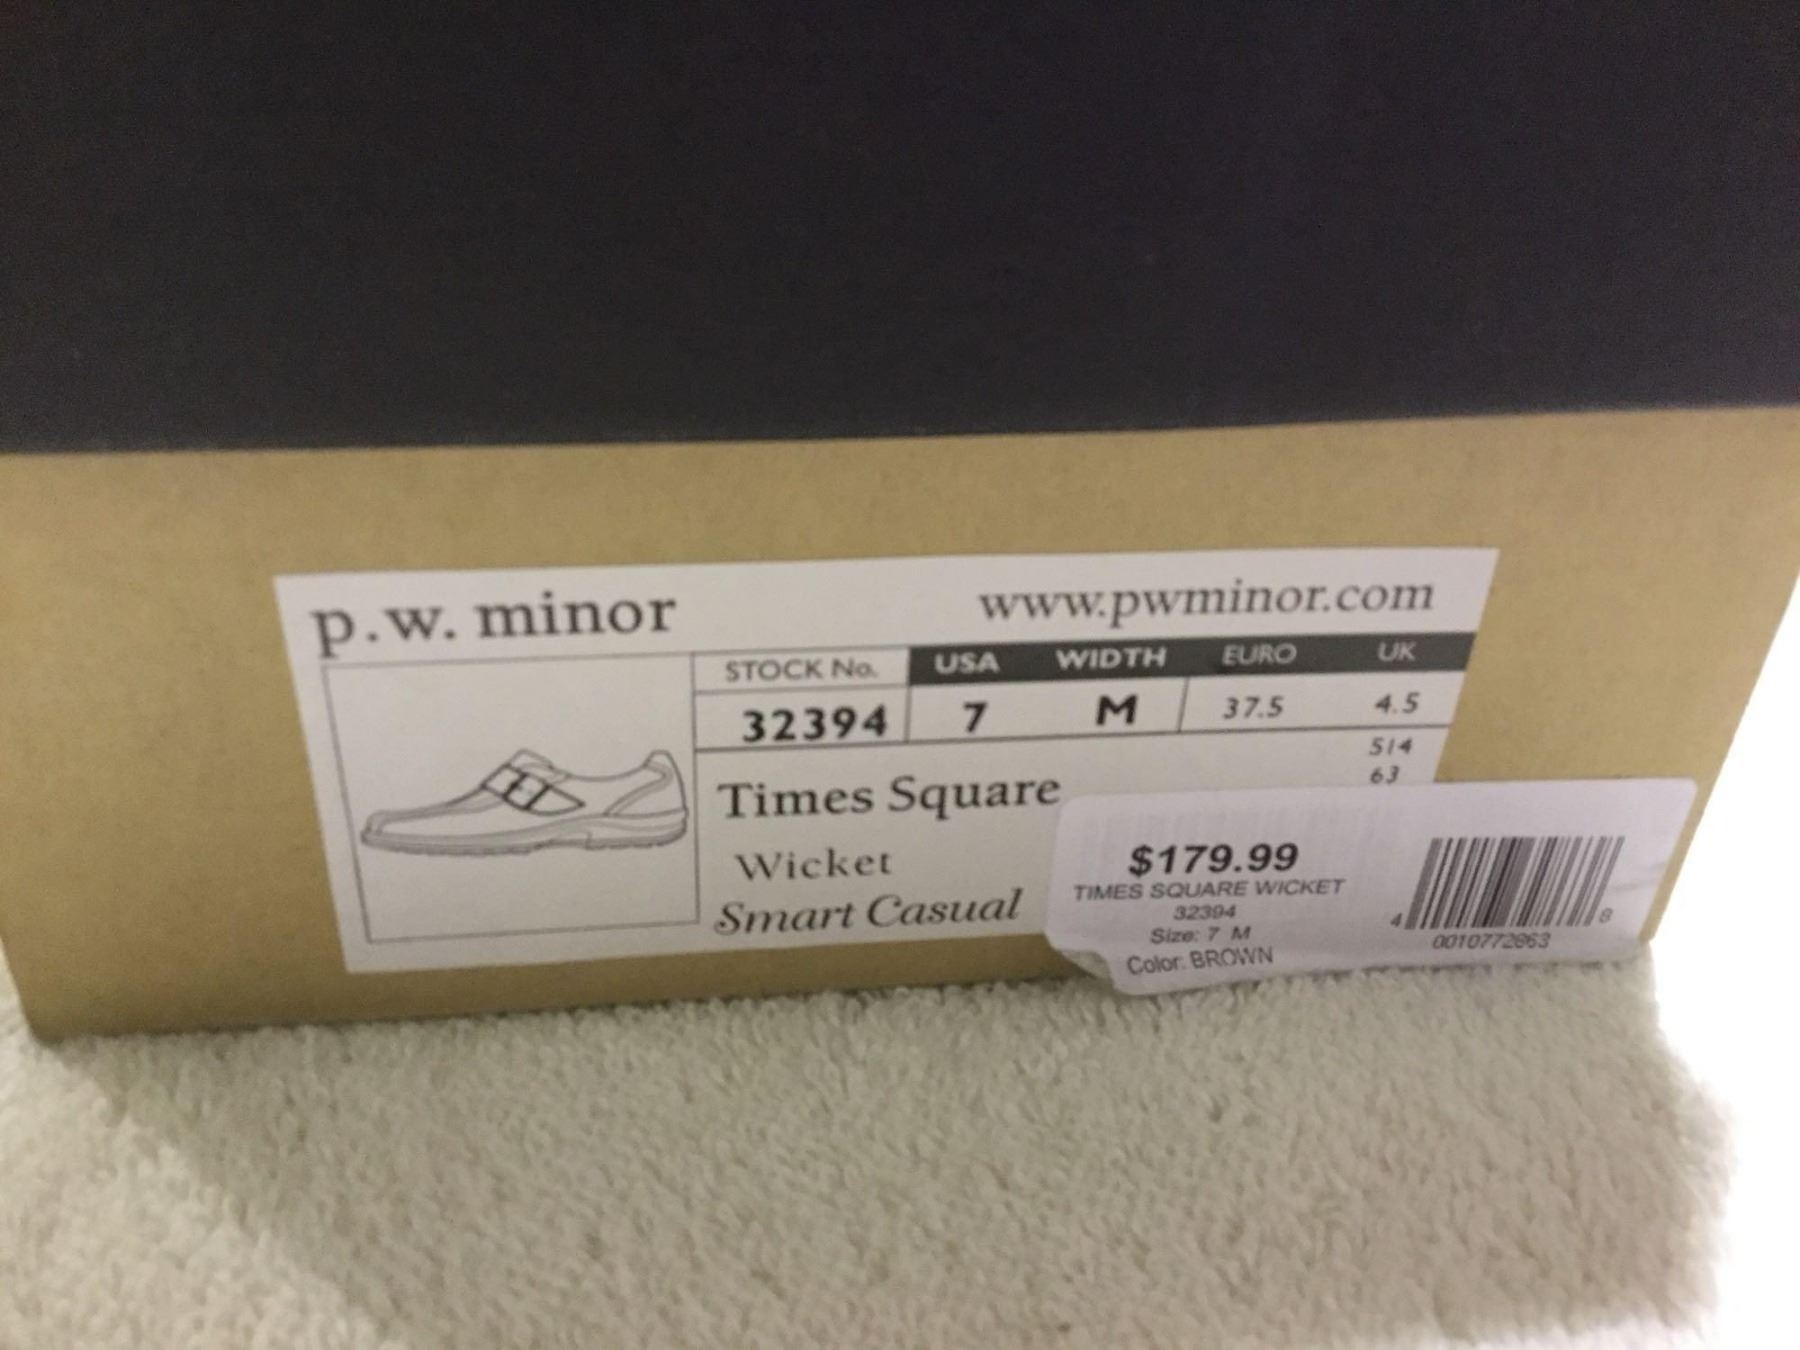 p.w. minor
www.pwminor.com
STOCK No. USA WIDTH EURO UK
32394 7 M 37.5 4.5
514
63
Times Square
Wicket
Smart Casual
$179.99
TIMES SQUARE WICKET
32394
Size: 7 M
Color: BROWN
4 8
0010772863